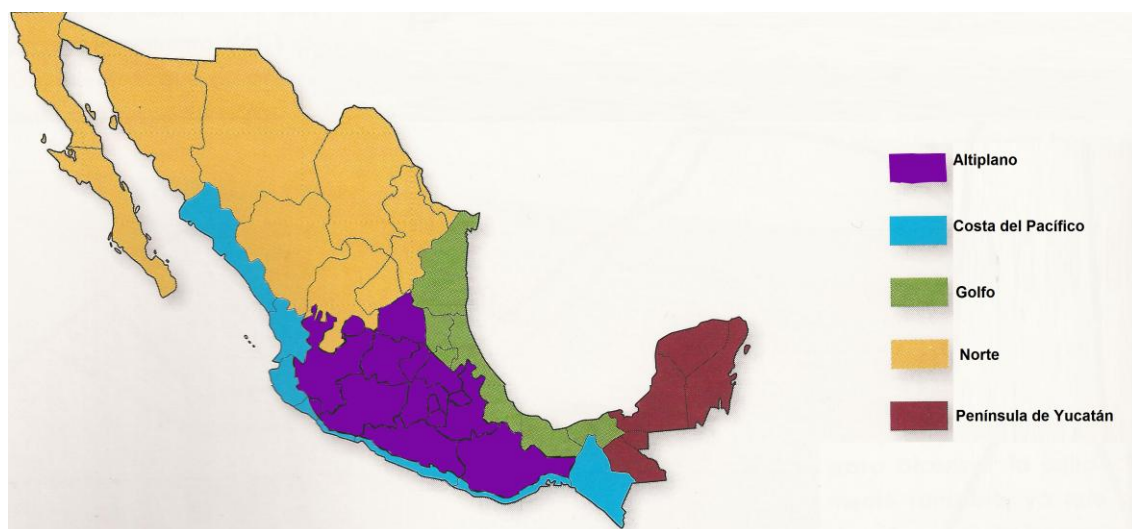 Altiplano
Costa del Pacífico
Golfo
Norte
Península de Yucatán